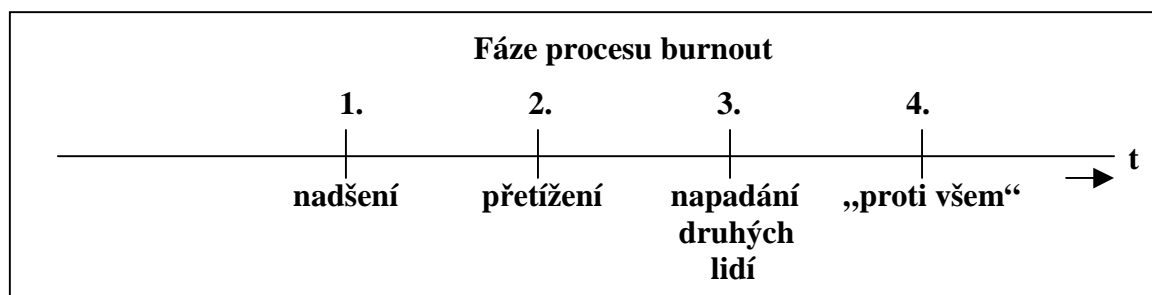 Fáze procesu burnout
1. 2. 3. 4.
t
nadšení přetížení napadání „proti všem“
druhých
lidí